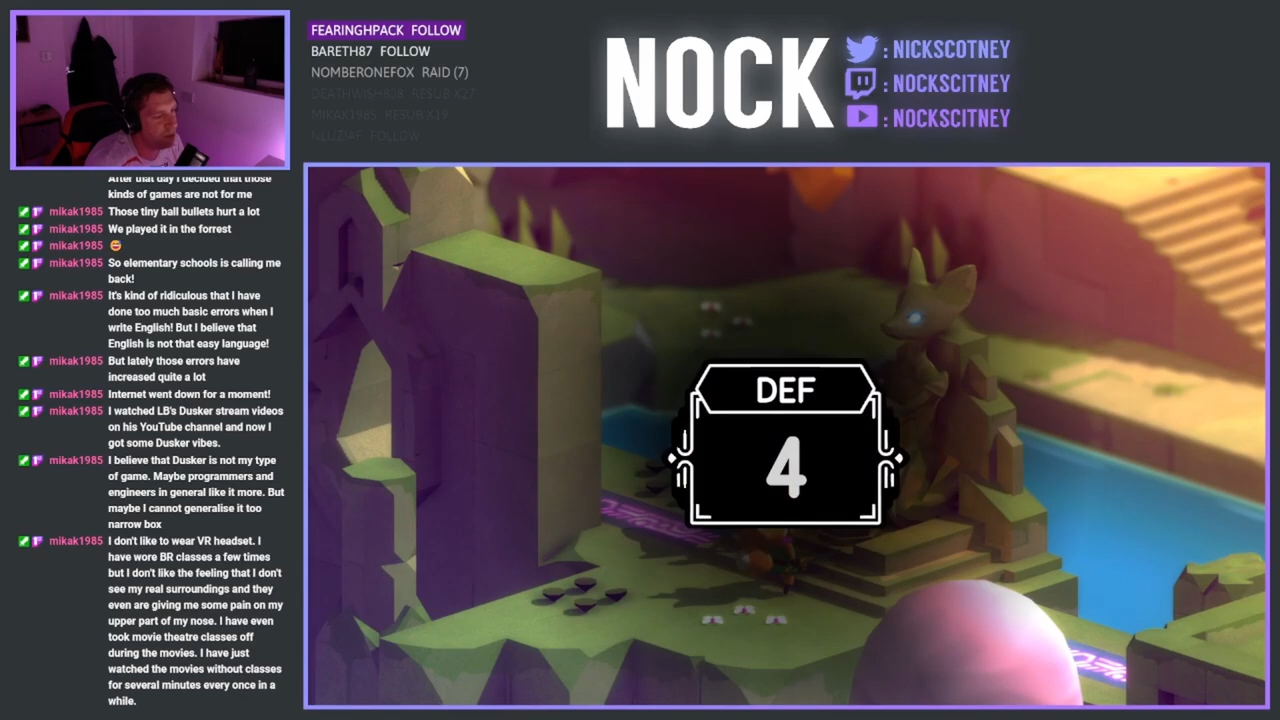 FEARINGHPACK FOLLOW
BARETH87 FOLLOW
NOMBERONEFOX RAID (7)
DEATHWISH808 RESUB X27
MIKAK1985 RESUB X19
NLUZIAF FOLLOW
NOCK
: NICKSCOTNEY
: NOCKSCITNEY
: NOCKSCITNEY
After that day I decided that those
kinds of games are not for me
mikak1985 Those tiny ball bullets hurt a lot
mikak1985 We played it in the forrest
mikak1985 😅
mikak1985 So elementary schools is calling me
back!
mikak1985 It's kind of ridiculous that I have
done too much basic errors when I
write English! But I believe that
English is not that easy language!
mikak1985 But lately those errors have
increased quite a lot
mikak1985 Internet went down for a moment!
mikak1985 I watched LB's Dusker stream videos
on his YouTube channel and now I
got some Dusker vibes.
mikak1985 I believe that Dusker is not my type
of game. Maybe programmers and
engineers in general like it more. But
maybe I cannot generalise it too
narrow box
mikak1985 I don't like to wear VR headset. I
have wore BR classes a few times
but I don't like the feeling that I don't
see my real surroundings and they
even are giving me some pain on my
upper part of my nose. I have even
took movie theatre classes off
during the movies. I have just
watched the movies without classes
for several minutes every once in a
while.
DEF
4